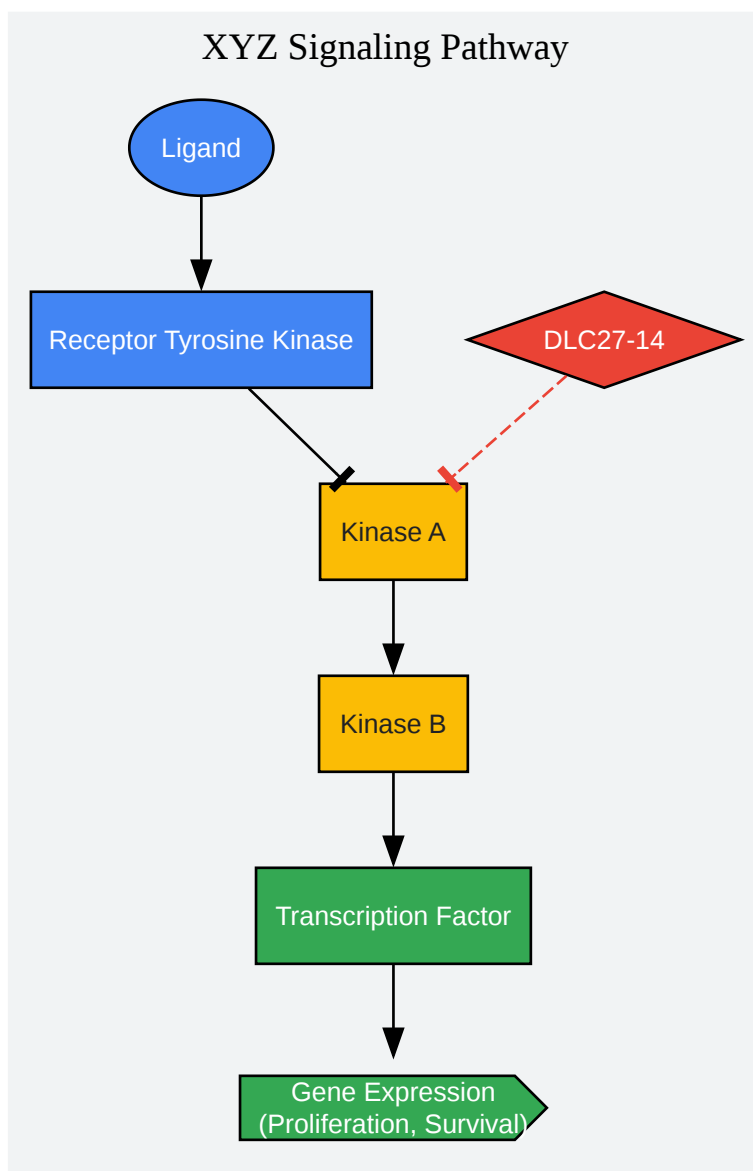 XYZ Signaling Pathway
Ligand
Receptor Tyrosine Kinase
DLC27-14
Kinase A
Kinase B
Transcription Factor
Gene Expression
(Proliferation, Survival)